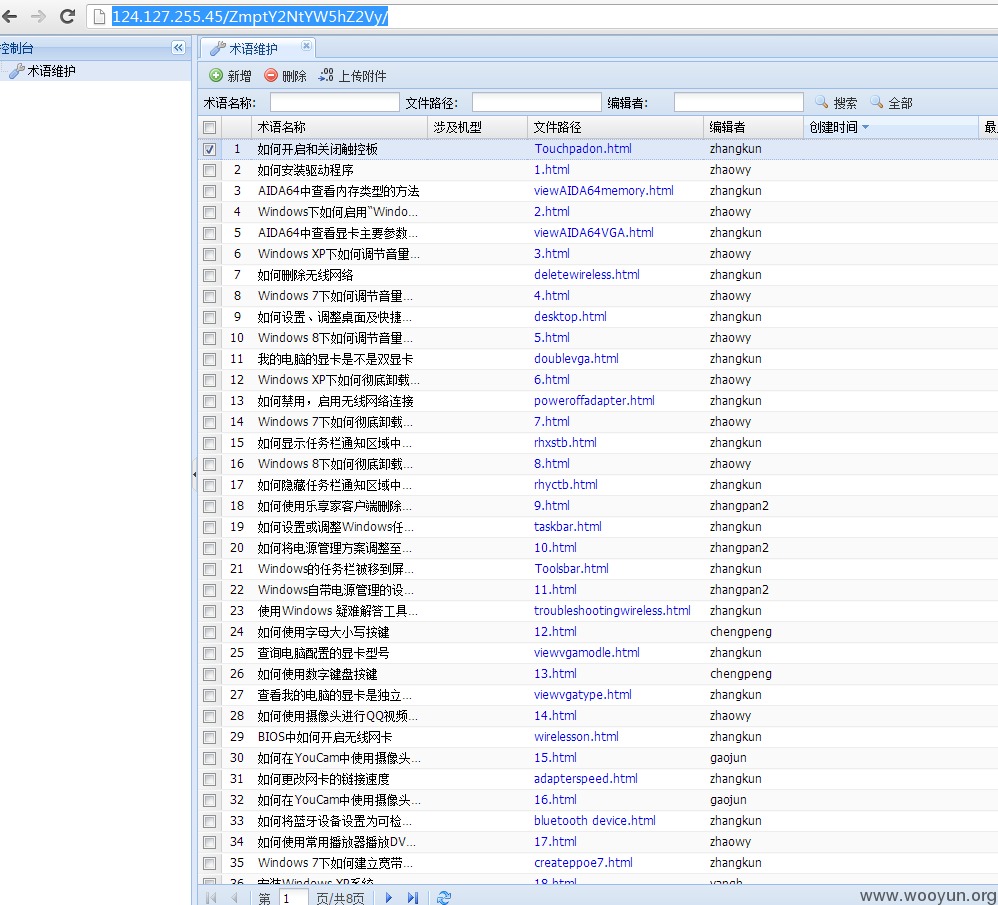 124.127.255.45/ZmptY2NtYW5hZ2Vy/
控制台
术语维护
术语维护
新增 删除 .00 上传附件
术语名称: 文件路径: 编辑者: 搜索 全部
术语名称 涉及机型 文件路径 编辑者 创建时间 最
1 如何开启和关闭触控板 Touchpadon.html zhangkun
2 如何安装驱动程序 1.html zhaowy
3 AIDA64中查看内存类型的方法 viewAIDA64memory.html zhangkun
4 Windows下如何启用“Windo... 2.html zhaowy
5 AIDA64中查看显卡主要参数... viewAIDA64VGA.html zhangkun
6 Windows XP下如何调节音量... 3.html zhaowy
7 如何删除无线网络 deletewireless.html zhangkun
8 Windows 7下如何调节音量... 4.html zhaowy
9 如何设置、调整桌面及快捷... desktop.html zhangkun
10 Windows 8下如何调节音量... 5.html zhaowy
11 我的电脑的显卡是不是双显卡 doublevga.html zhangkun
12 Windows XP下如何彻底卸载... 6.html zhaowy
13 如何禁用，启用无线网络连接 poweroffadapter.html zhangkun
14 Windows 7下如何彻底卸载... 7.html zhaowy
15 如何显示任务栏通知区域中... rhxstb.html zhangkun
16 Windows 8下如何彻底卸载... 8.html zhaowy
17 如何隐藏任务栏通知区域中... rhyctb.html zhangkun
18 如何使用乐享家客户端删除... 9.html zhangpan2
19 如何设置或调整Windows任... taskbar.html zhangkun
20 如何将电源管理方案调整至... 10.html zhangpan2
21 Windows的任务栏被移到屏... Toolsbar.html zhangkun
22 Windows自带电源管理的设... 11.html zhangpan2
23 使用Windows 疑难解答工具... troubleshootingwireless.html zhangkun
24 如何使用字母大小写按键 12.html chengpeng
25 查询电脑配置的显卡型号 viewvgamodle.html zhangkun
26 如何使用数字键盘按键 13.html chengpeng
27 查看我的电脑的显卡是独立... viewvgatype.html zhangkun
28 如何使用摄像头进行QQ视频... 14.html zhaowy
29 BIOS中如何开启无线网卡 wirelesson.html zhangkun
30 如何在YouCam中使用摄像头... 15.html gaojun
31 如何更改网卡的链接速度 adapterspeed.html zhangkun
32 如何在YouCam中使用摄像头... 16.html gaojun
33 如何将蓝牙设备设置为可检... bluetooth device.html zhangkun
34 如何使用常用播放器播放DV... 17.html zhaowy
35 Windows 7下如何建立宽带... createppoe7.html zhangkun
36 安装Windows XP系统 18.html yangh
第 1 页/共8页
www.wooyun.org